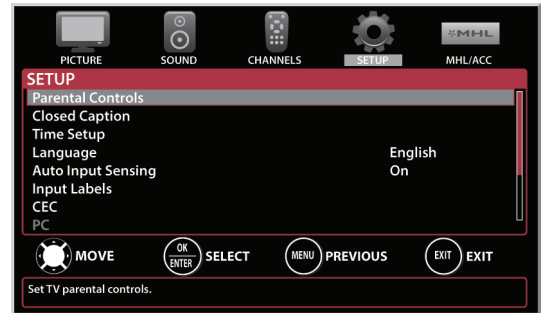 MHL
PICTURE SOUND CHANNELS SETUP MHL/ACC
SETUP
Parental Controls
Closed Caption
Time Setup
Language English
Auto Input Sensing On
Input Labels
CEC
PC
MOVE OK ENTER SELECT MENU PREVIOUS EXIT EXIT
Set TV parental controls.